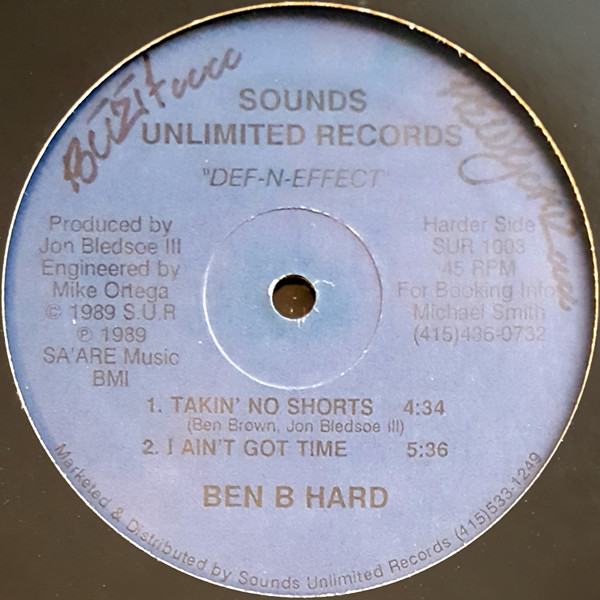 SOUNDS
UNLIMITED RECORDS
"DEF-N-EFFECT"
Produced by
Jon Bledsoe III
Engineered by
Mike Ortega
© 1989 S.U.R
℗ 1989
SA'ARE Music
BMI
Harder Side
SUR 1003
45 RPM
For Booking Info
Michael Smith
(415)436-0732
1. TAKIN' NO SHORTS 4:34
(Ben Brown, Jon Bledsoe III)
2. I AIN'T GOT TIME 5:36
BEN B HARD
Marketed & Distributed by Sounds Unlimited Records (415)533-1249